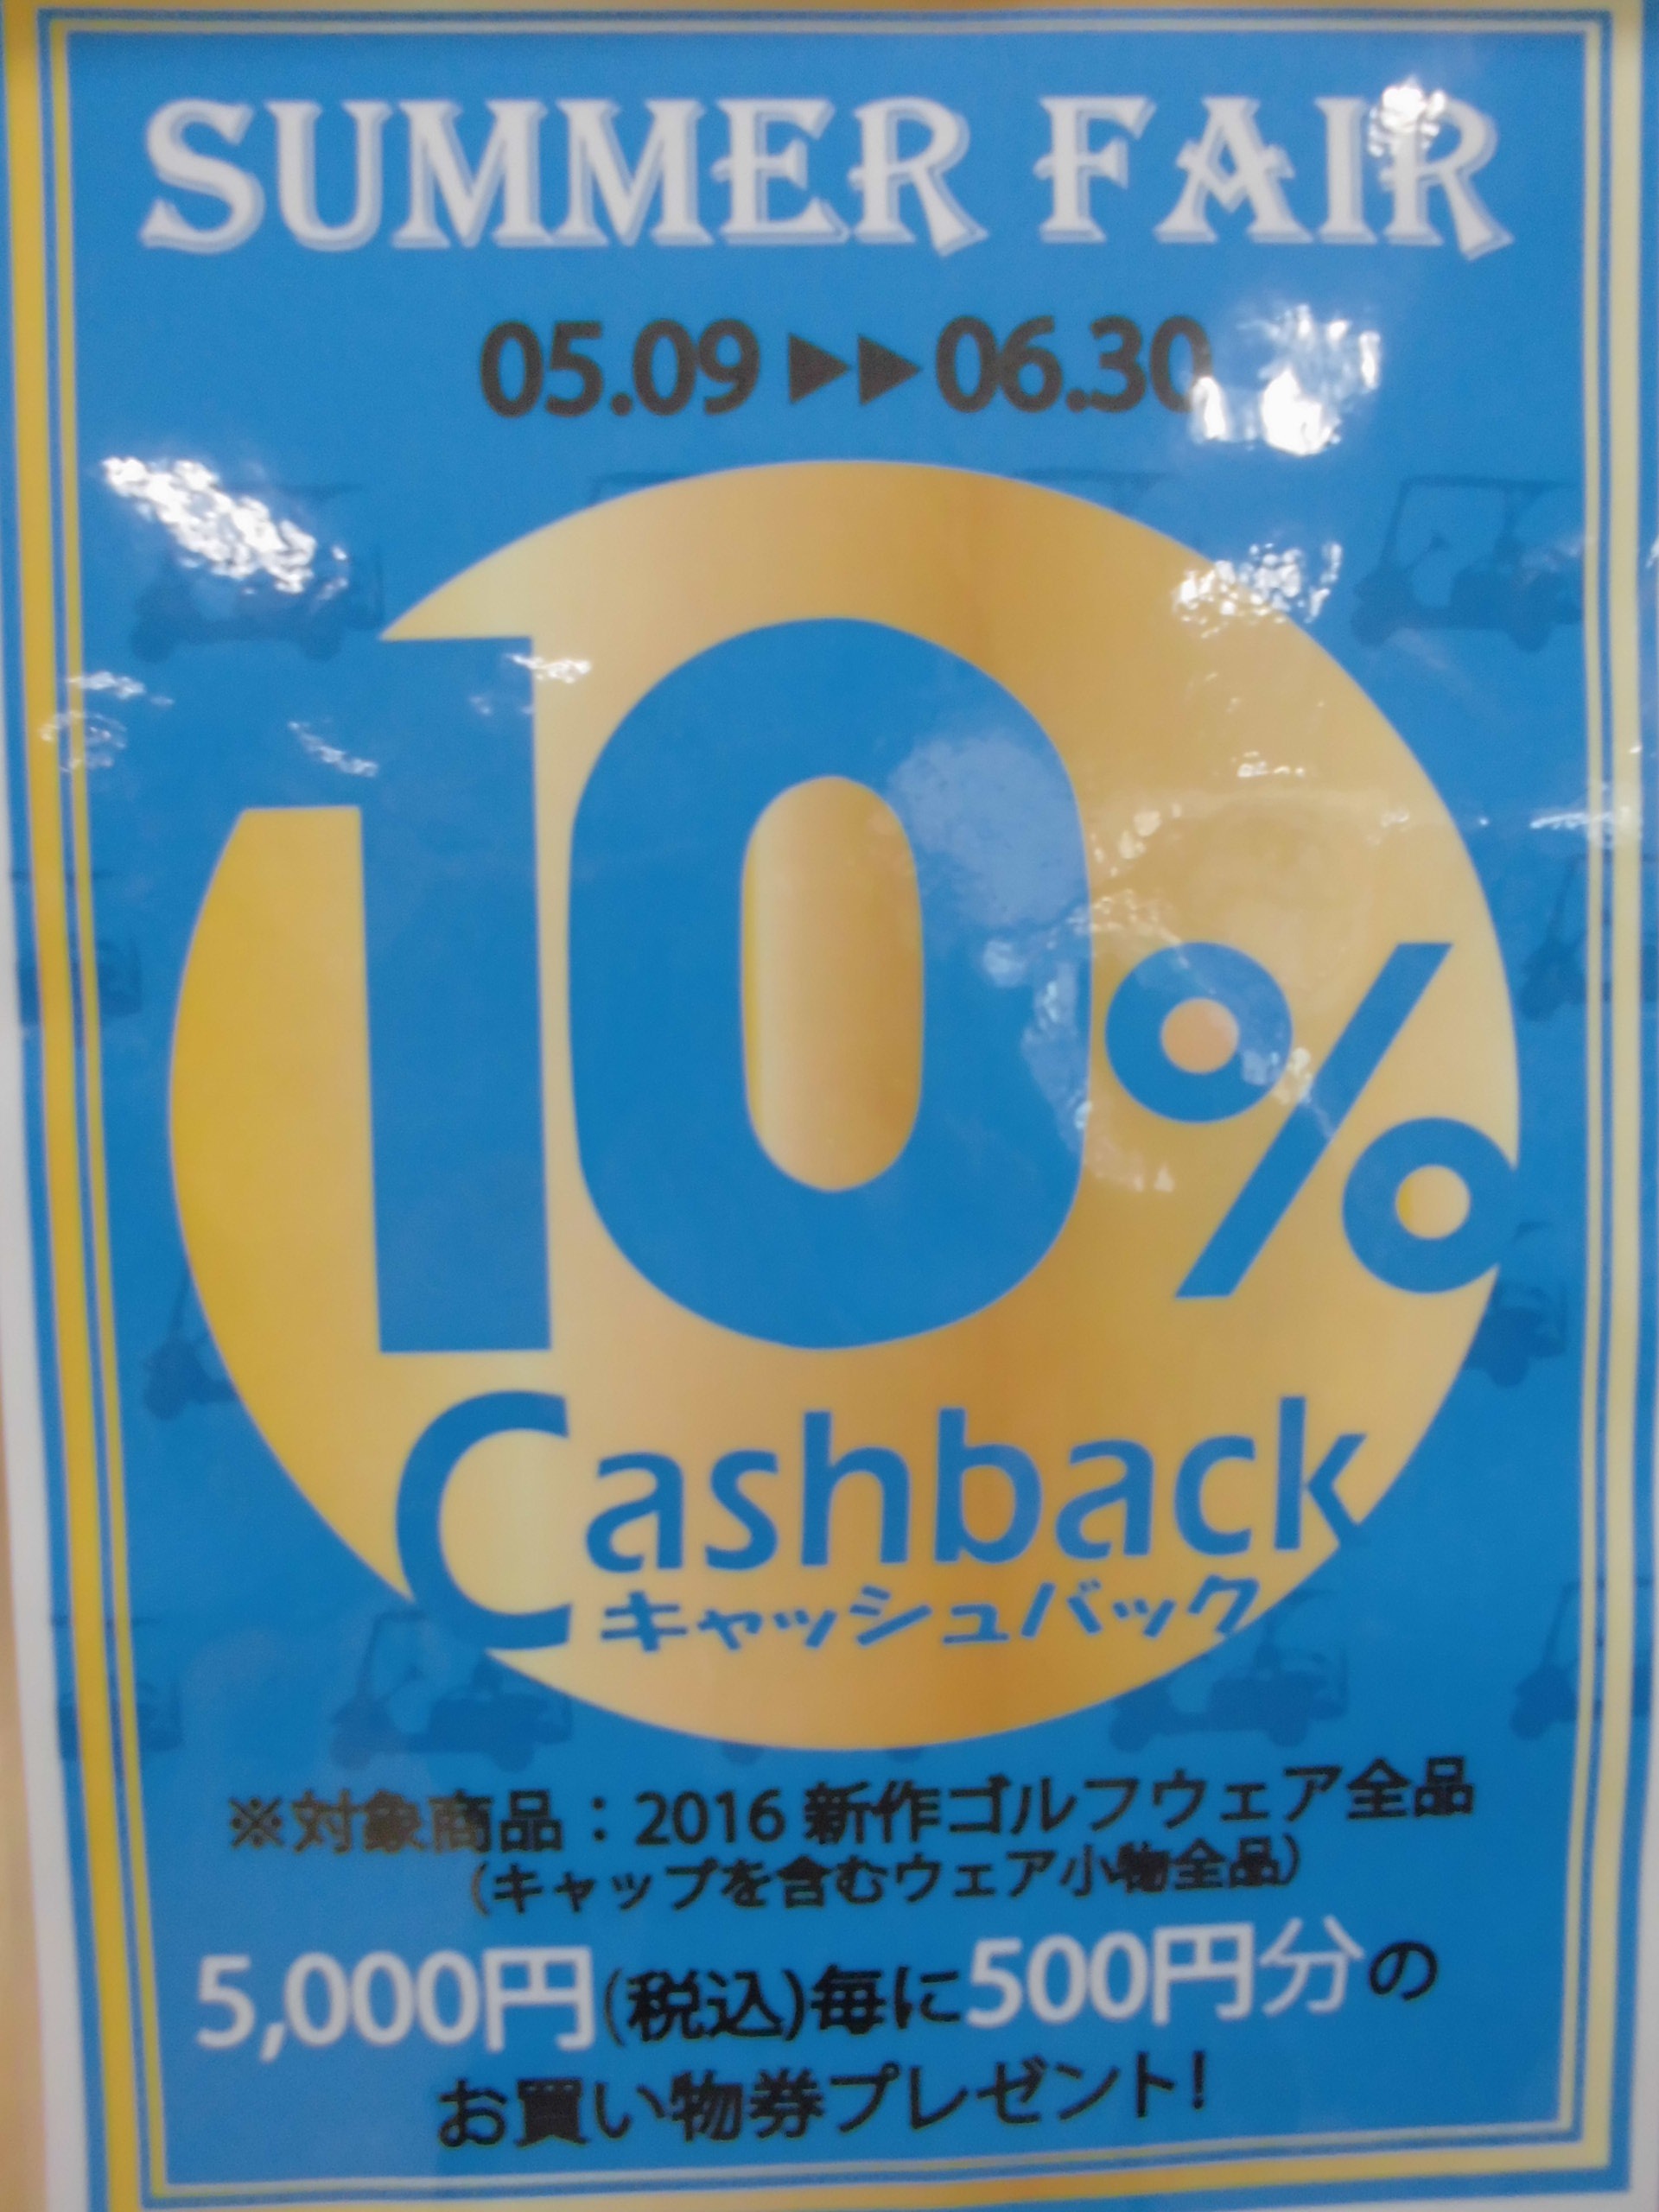 SUMMER FAIR
05.09 ▶▶ 06.30
10%
Cashback
キャッシュバック
※対象商品：2016 新作ゴルフウェア全品
(キャップを含むウェア小物全品)
5,000円(税込)毎に500円分の
お買い物券プレゼント!